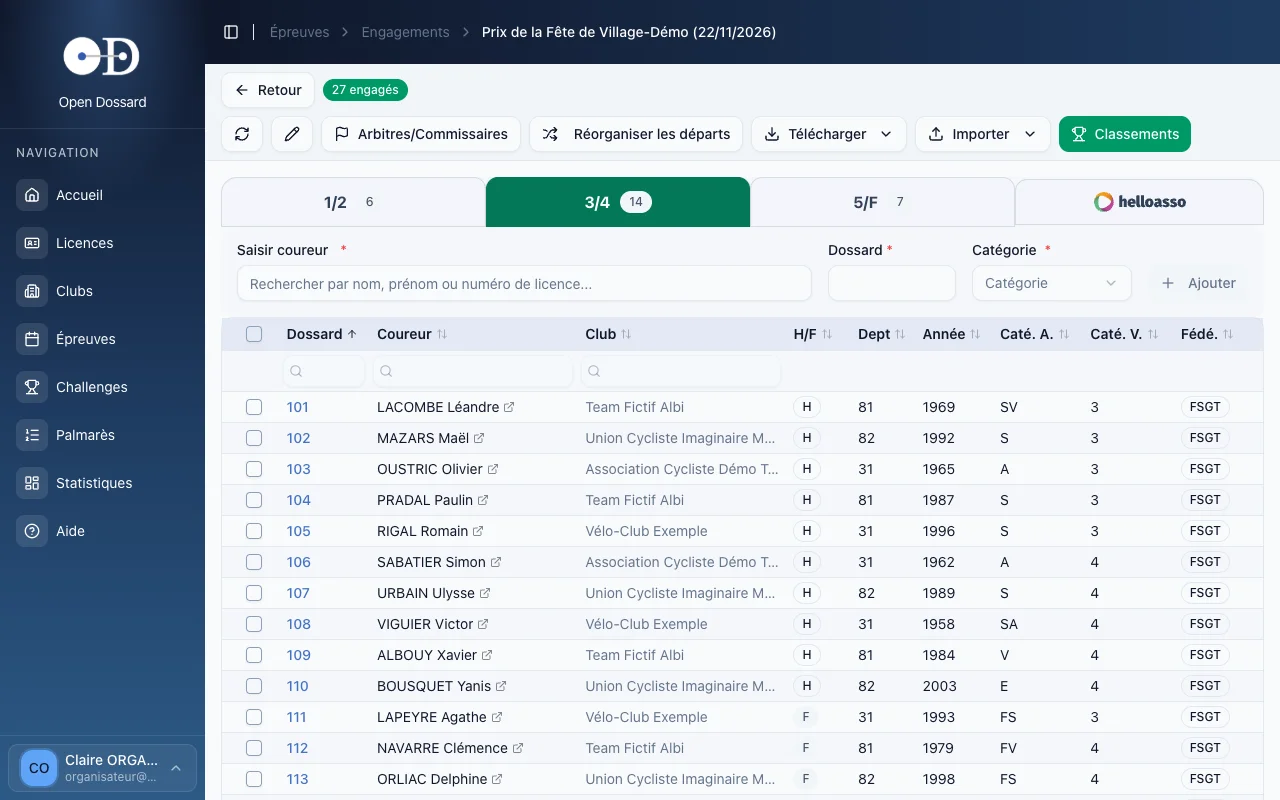 Open Dossard
NAVIGATION
Accueil
Licences
Clubs
Épreuves
Challenges
Palmarès
Statistiques
Aide
CO
Claire ORGA...
organisateur@...
Épreuves > Engagements > Prix de la Fête de Village-Démo (22/11/2026)
Retour 27 engagés
Arbitres/Commissaires Réorganiser les départs Télécharger Importer Classements
1/2 6 3/4 14 5/F 7 helloasso
Saisir coureur * Dossard * Catégorie *
Rechercher par nom, prénom ou numéro de licence... Catégorie Ajouter
Dossard Coureur Club H/F Dept Année Caté. A. Caté. V. Fédé.
101 LACOMBE Léandre Team Fictif Albi H 81 1969 SV 3 FSGT
102 MAZARS Maël Union Cycliste Imaginaire M... H 82 1992 S 3 FSGT
103 OUSTRIC Olivier Association Cycliste Démo T... H 31 1965 A 3 FSGT
104 PRADAL Paulin Team Fictif Albi H 81 1987 S 3 FSGT
105 RIGAL Romain Vélo-Club Exemple H 31 1996 S 3 FSGT
106 SABATIER Simon Association Cycliste Démo T... H 31 1962 A 4 FSGT
107 URBAIN Ulysse Union Cycliste Imaginaire M... H 82 1989 S 4 FSGT
108 VIGUIER Victor Vélo-Club Exemple H 31 1958 SA 4 FSGT
109 ALBOUY Xavier Team Fictif Albi H 81 1984 V 4 FSGT
110 BOUSQUET Yanis Union Cycliste Imaginaire M... H 82 2003 E 4 FSGT
111 LAPEYRE Agathe Vélo-Club Exemple F 31 1993 FS 3 FSGT
112 NAVARRE Clémence Team Fictif Albi F 81 1979 FV 4 FSGT
113 ORLIAC Delphine Union Cycliste Imaginaire M... F 82 1998 FS 4 FSGT